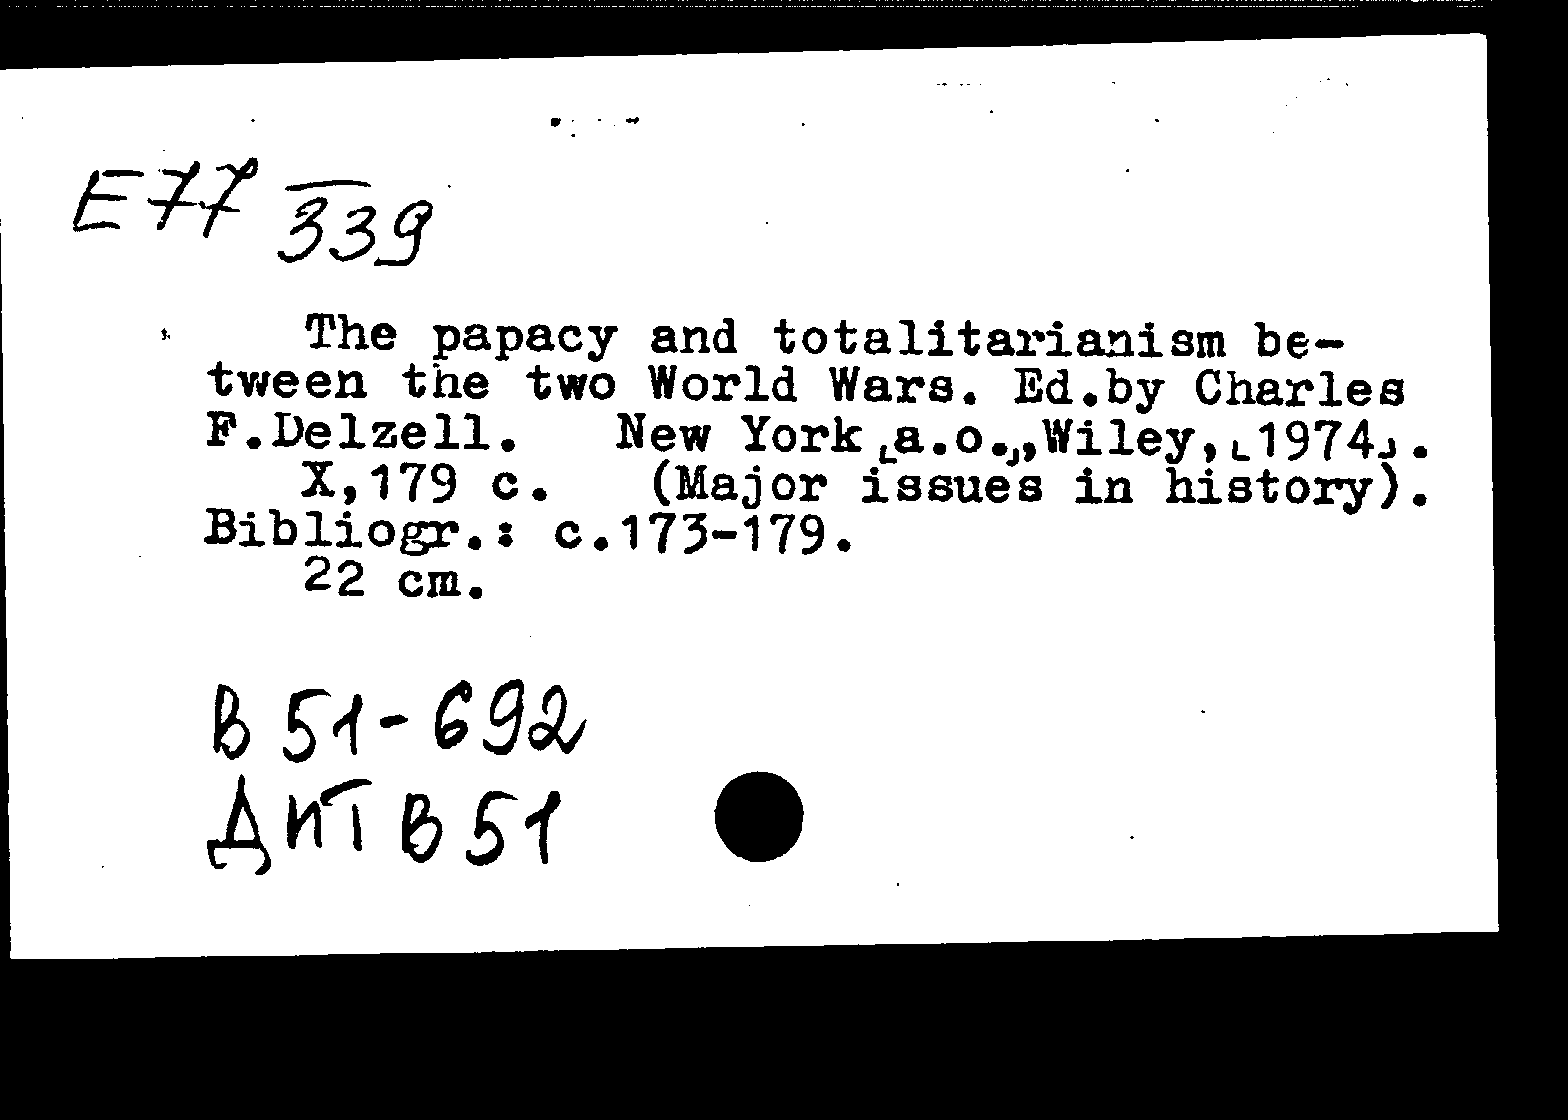 E77 339
The papacy and totalitarianism be-
tween the two World Wars. Ed.by Charles
F.Delzell. New York ⌊a.o.⌋,Wiley,⌊1974⌋.
X,179 c. (Major issues in history).
Bibliogr.: c.173-179.
22 cm.
В 51-692
ДИТ В 51